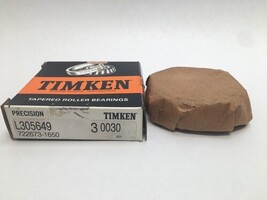 TIMKEN
TAPERED ROLLER BEARINGS
PRECISION TIMKEN
L305649 3 0030
722673-1650